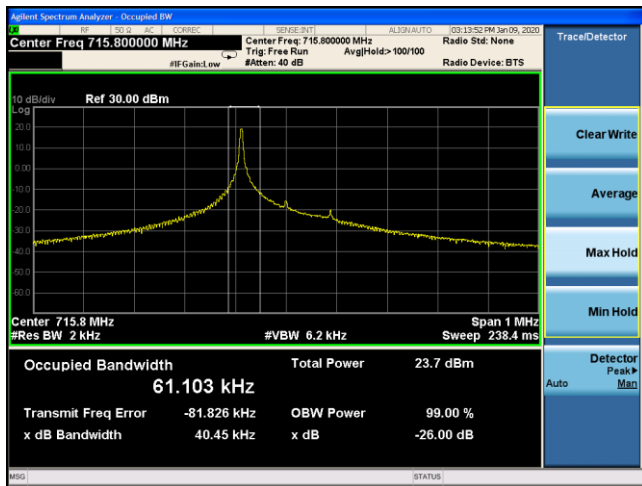 Agilent Spectrum Analyzer - Occupied BW
RF 50 Ω AC CORREC SENSE:INT ALIGNAUTO 03:13:52 PM Jan 09, 2020
Center Freq 715.800000 MHz Center Freq: 715.800000 MHz Radio Std: None Trace/Detector
Trig: Free Run Avg|Hold:> 100/100
#IFGain:Low #Atten: 40 dB Radio Device: BTS
10 dB/div Ref 30.00 dBm
Log
20.0
10.0
0.00
-10.0
-20.0
-30.0
-40.0
-50.0
-60.0
Clear Write
Average
Max Hold
Min Hold
Center 715.8 MHz Span 1 MHz
#Res BW 2 kHz #VBW 6.2 kHz Sweep 238.4 ms
Occupied Bandwidth Total Power 23.7 dBm
61.103 kHz
Transmit Freq Error -81.826 kHz OBW Power 99.00 %
x dB Bandwidth 40.45 kHz x dB -26.00 dB
Detector
Peak▶
Auto Man
MSG STATUS